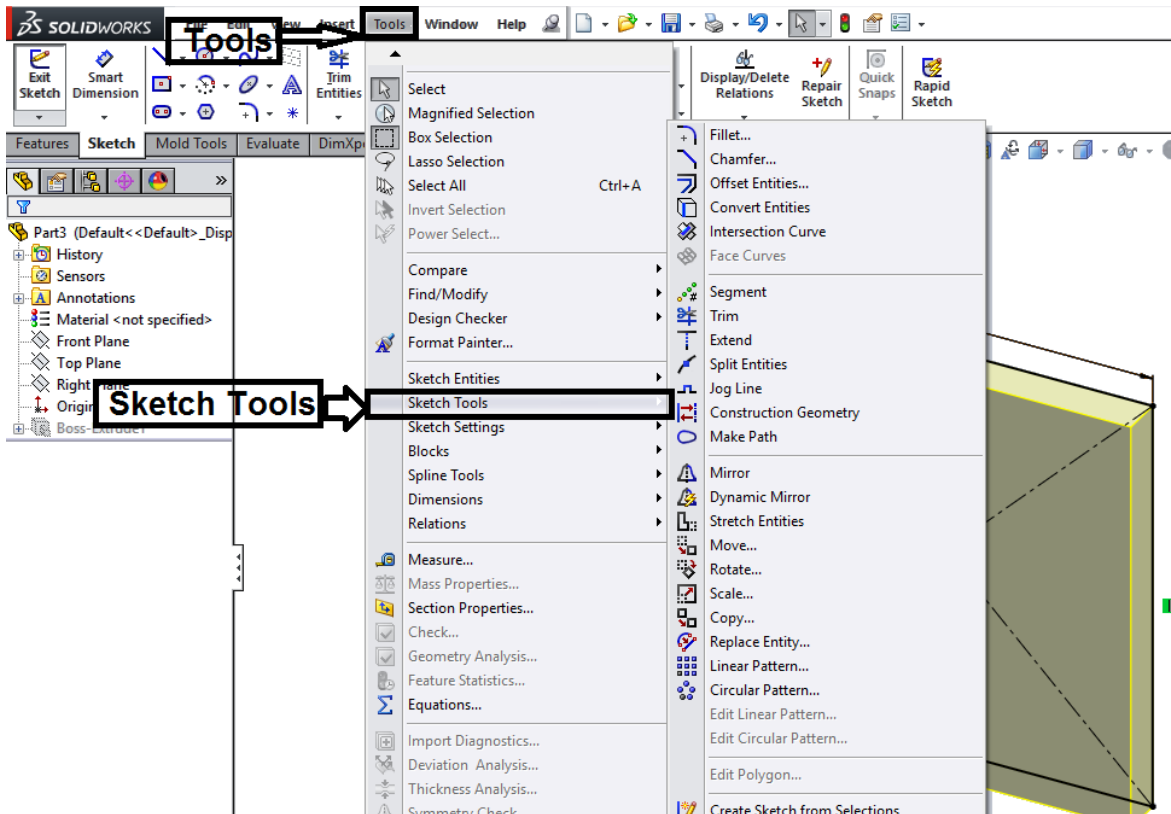 SOLIDWORKS
File Edit View Insert Tools Window Help
Tools
Exit Sketch
Smart Dimension
Trim Entities
Display/Delete Relations
Repair Sketch
Quick Snaps
Rapid Sketch
Features Sketch Mold Tools Evaluate
Part3 (Default<<Default>_Disp
History
Sensors
Annotations
Material <not specified>
Front Plane
Top Plane
Right Plane
Sketch Tools
Select
Magnified Selection
Box Selection
Lasso Selection
Select All Ctrl+A
Invert Selection
Power Select...
Compare
Find/Modify
Design Checker
Format Painter...
Sketch Entities
Sketch Tools
Sketch Settings
Blocks
Spline Tools
Dimensions
Relations
Measure...
Mass Properties...
Section Properties...
Check...
Geometry Analysis...
Feature Statistics...
Equations...
Import Diagnostics...
Deviation Analysis...
Thickness Analysis...
Symmetry Check...
Fillet...
Chamfer...
Offset Entities...
Convert Entities
Intersection Curve
Face Curves
Segment
Trim
Extend
Split Entities
Jog Line
Construction Geometry
Make Path
Mirror
Dynamic Mirror
Stretch Entities
Move...
Rotate...
Scale...
Copy...
Replace Entity...
Linear Pattern...
Circular Pattern...
Edit Linear Pattern...
Edit Circular Pattern...
Edit Polygon...
Create Sketch from Selections